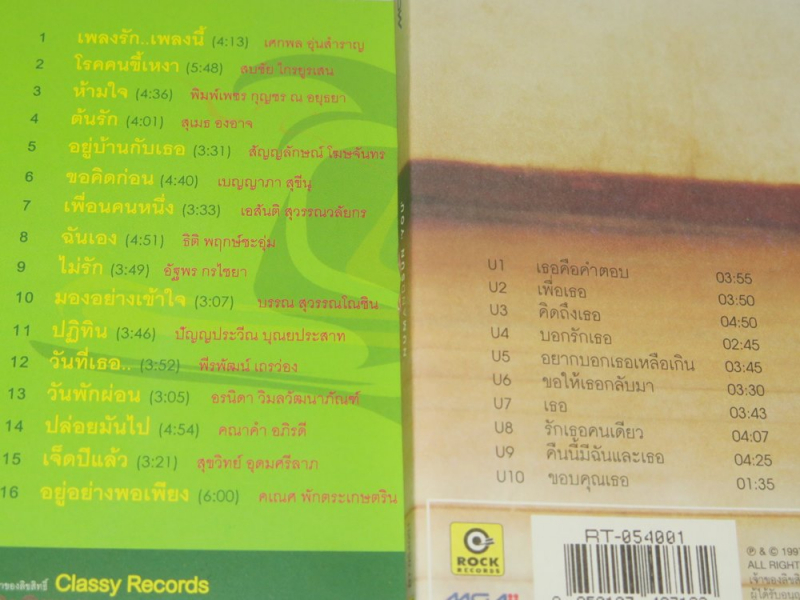 1 เพลงรัก..เพลงนี้ (4:13) เศกพล อุ่นสำราญ
2 โรคคนขี้เหงา (5:48) สมชัย ไกรยูรเสน
3 ห้ามใจ (4:36) พิมพ์เพชร กุญชร ณ อยุธยา
4 ต้นรัก (4:01) สุเมธ องอาจ
5 อยู่บ้านกับเธอ (3:31) สัญญลักษณ์ โฆษจันทร
6 ขอคิดก่อน (4:40) เบญญาภา สุขีนุ
7 เพื่อนคนหนึ่ง (3:33) เอสันติ สุวรรณวลัยกร
8 ฉันเอง (4:51) ธิติ พฤกษ์ชะอุ่ม
9 ไม่รัก (3:49) อัฐพร กรไชยา
10 มองอย่างเข้าใจ (3:07) บรรณ สุวรรณโณชิน
11 ปฏิทิน (3:46) ปัญญประวีณ บุณยประสาท
12 วันที่เธอ.. (3:52) พีรพัฒน์ เถรว่อง
13 วันพักผ่อน (3:05) อรนิดา วิมลวัฒนาภัณฑ์
14 ปล่อยมันไป (4:54) คณาคำ อภิรดี
15 เจ็ดปีแล้ว (3:21) สุขวิทย์ อุดมศรีลาภ
16 อยู่อย่างพอเพียง (6:00) คเณศ พักตระเกษตริน
Classy Records
U1 เธอคือคำตอบ 03:55
U2 เพื่อเธอ 03:50
U3 คิดถึงเธอ 04:50
U4 บอกรักเธอ 02:45
U5 อยากบอกเธอเหลือเกิน 03:45
U6 ขอให้เธอกลับมา 03:30
U7 เธอ 03:43
U8 รักเธอคนเดียว 04:07
U9 คืนนี้มีฉันและเธอ 04:25
U10 ขอบคุณเธอ 01:35
ROCK
RECORDS
RT-054001
℗ & © 199
ALL RIGHT
เจ้าของลิขสิ
ผู้ได้รับอน